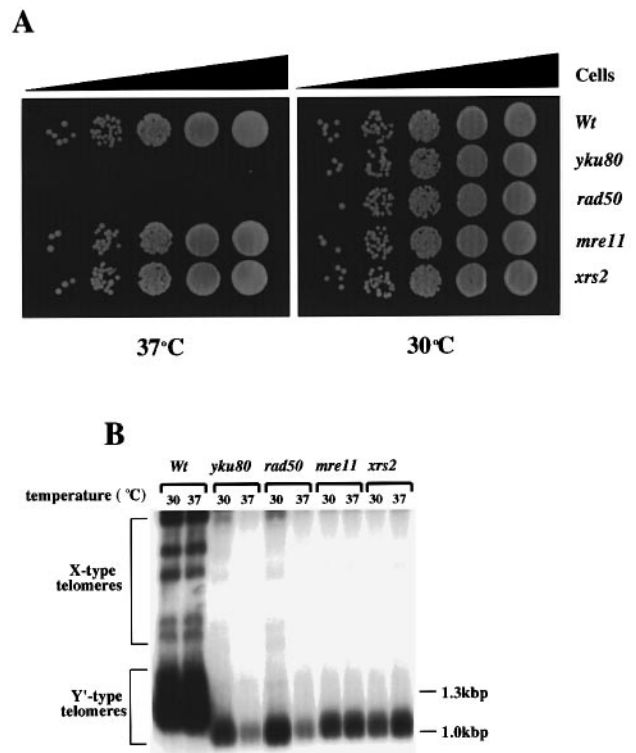 A
Cells
Wt
yku80
rad50
mre11
xrs2
37°C
30°C
B
Wt yku80 rad50 mre11 xrs2
temperature ( °C)
30 37 30 37 30 37 30 37 30 37
X-type
telomeres
Y'-type
telomeres
1.3kbp
1.0kbp